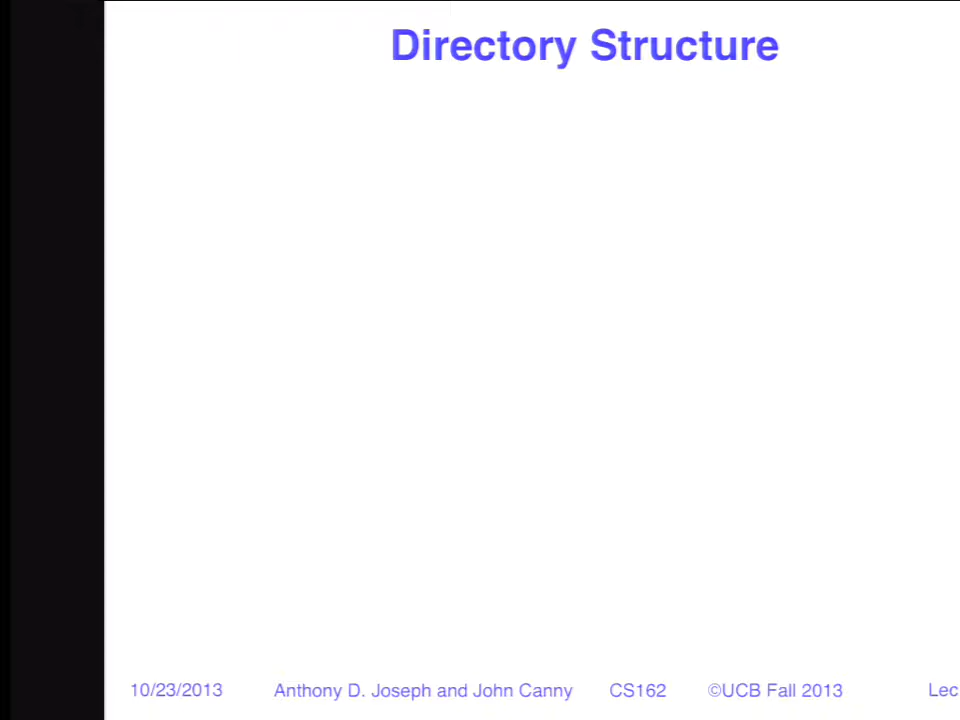 Directory Structure
10/23/2013 Anthony D. Joseph and John Canny CS162 ©UCB Fall 2013 Lec